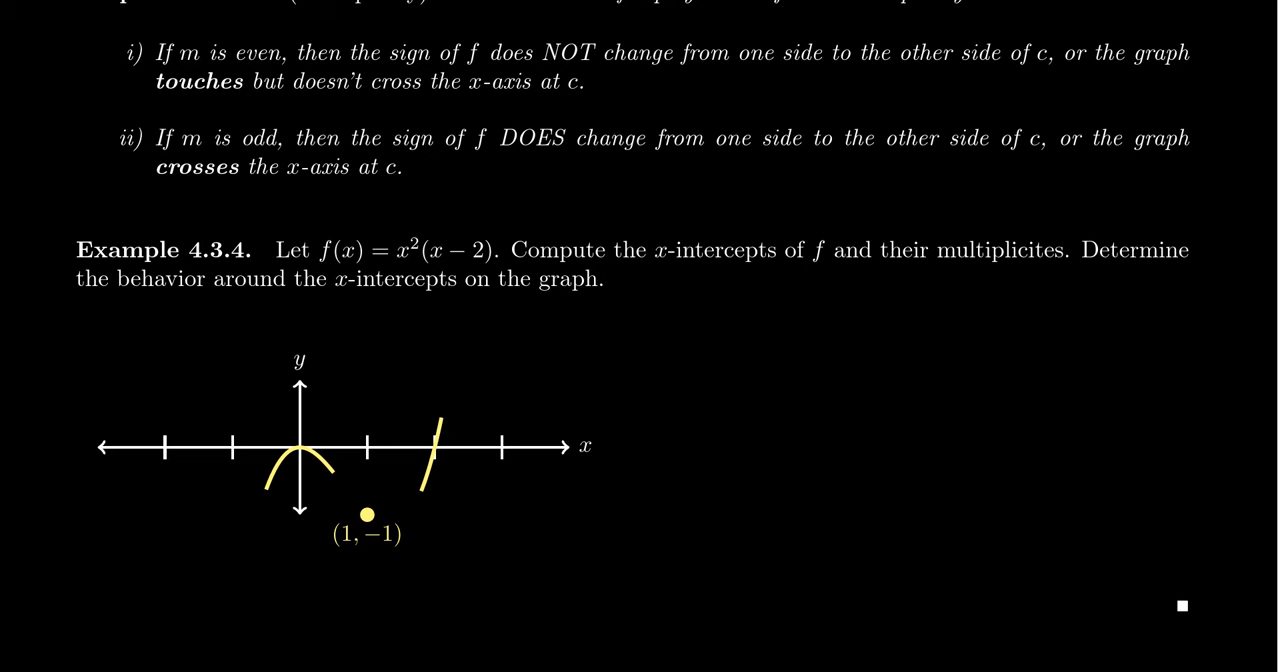 i) If m is even, then the sign of f does NOT change from one side to the other side of c, or the graph
touches but doesn't cross the x-axis at c.
ii) If m is odd, then the sign of f DOES change from one side to the other side of c, or the graph
crosses the x-axis at c.
Example 4.3.4. Let f(x) = x²(x − 2). Compute the x-intercepts of f and their multiplicites. Determine
the behavior around the x-intercepts on the graph.
y
x
(1, −1)